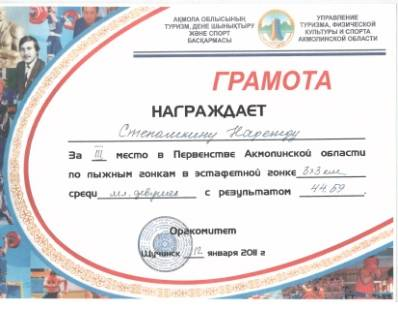 АҚМОЛА ОБЛЫСЫНЫҢ
ТУРИЗМ, ДЕНЕ ШЫНЫҚТЫРУ
ЖӘНЕ СПОРТ
БАСҚАРМАСЫ
УПРАВЛЕНИЕ
ТУРИЗМА, ФИЗИЧЕСКОЙ
КУЛЬТУРЫ И СПОРТА
АКМОЛИНСКОЙ ОБЛАСТИ
ГРАМОТА
НАГРАЖДАЕТ
Степашкину Надежду
За III место в Первенстве Акмолинской области
по лыжным гонкам в эстафетной гонке 3х3 км
среди мл. девушек с результатом 44.59.
Оргкомитет
Щучинск 12 января 2011 г